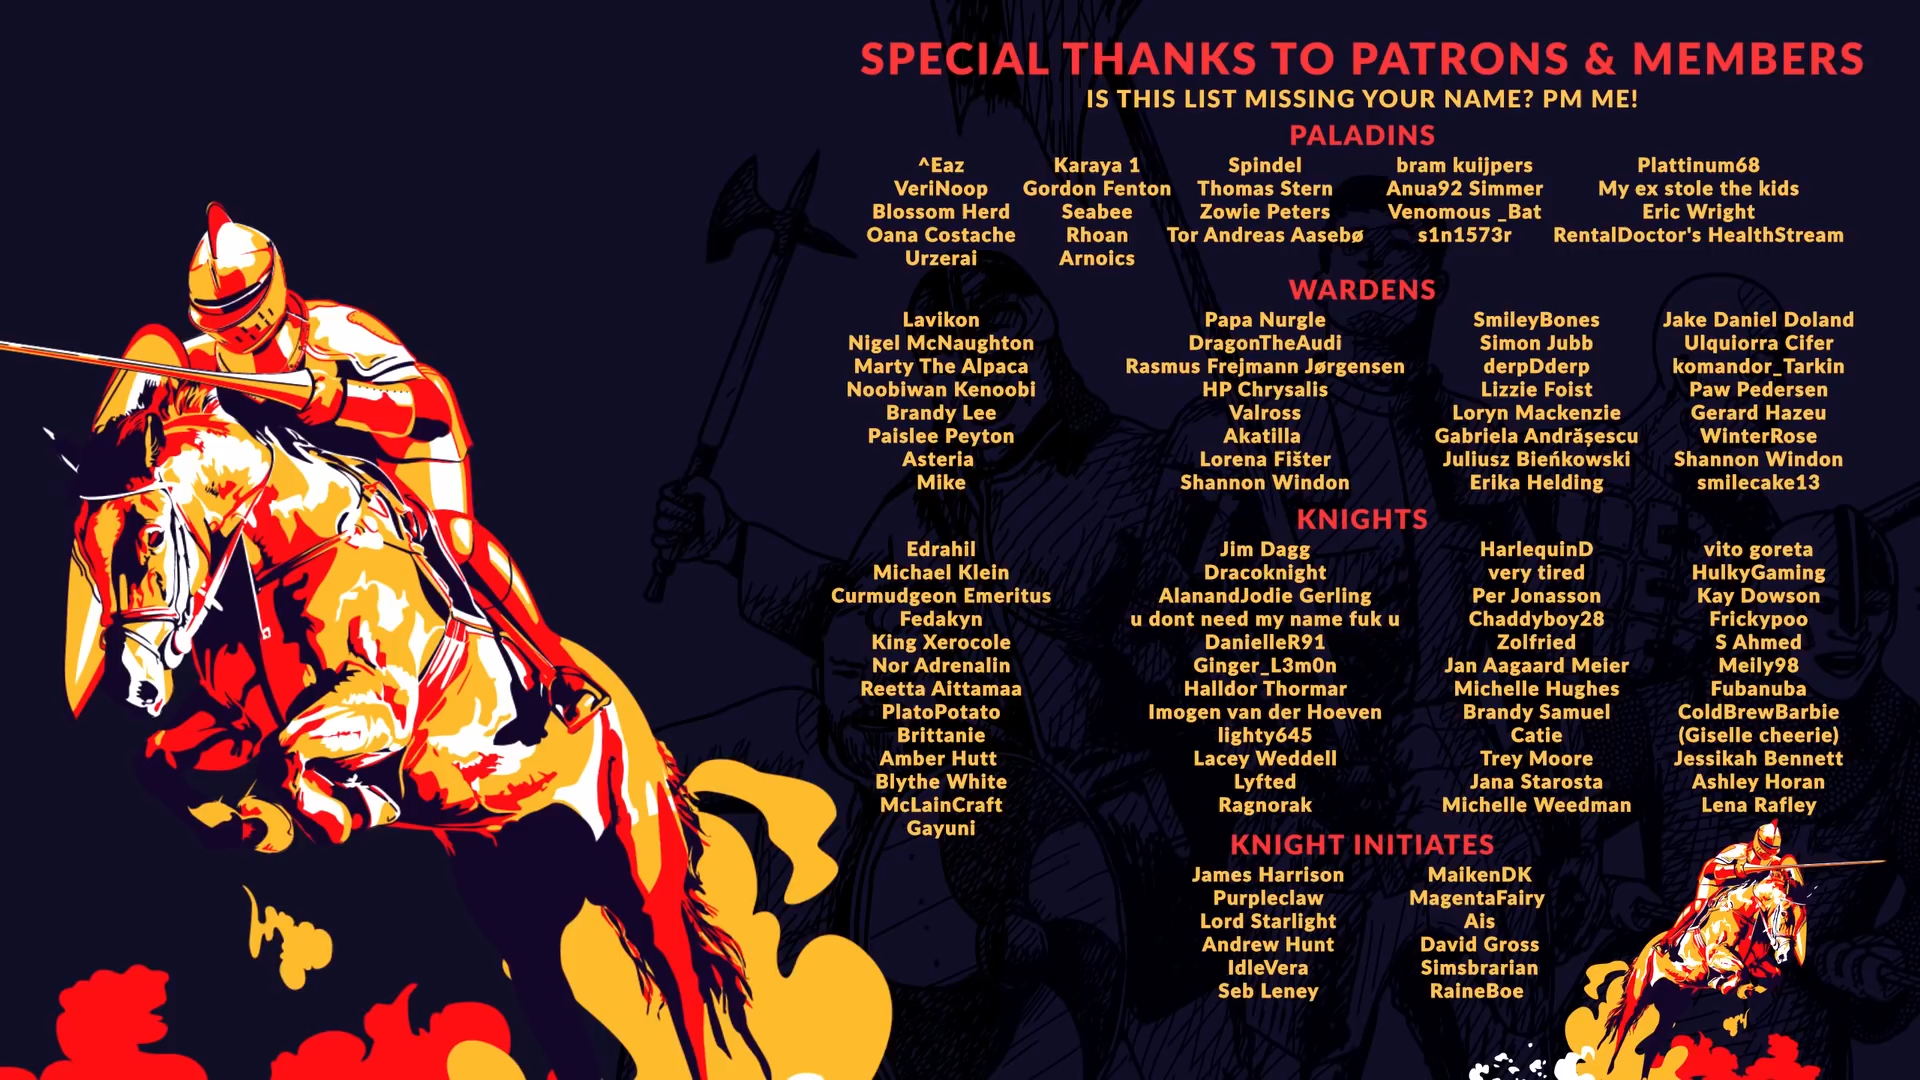 SPECIAL THANKS TO PATRONS & MEMBERS
IS THIS LIST MISSING YOUR NAME? PM ME!
PALADINS
^Eaz
VeriNoop
Blossom Herd
Oana Costache
Urzerai
Karaya 1
Gordon Fenton
Seabee
Rhoan
Arnoics
Spindel
Thomas Stern
Zowie Peters
Tor Andreas Aasebø
bram kuijpers
Anua92 Simmer
Venomous _Bat
s1n1573r
Plattinum68
My ex stole the kids
Eric Wright
RentalDoctor's HealthStream
WARDENS
Lavikon
Nigel McNaughton
Marty The Alpaca
Noobiwan Kenoobi
Brandy Lee
Paislee Peyton
Asteria
Mike
Papa Nurgle
DragonTheAudi
Rasmus Frejmann Jørgensen
HP Chrysalis
Valross
Akatilla
Lorena Fišter
Shannon Windon
SmileyBones
Simon Jubb
derpDderp
Lizzie Foist
Loryn Mackenzie
Gabriela Andrășescu
Juliusz Bieńkowski
Erika Helding
Jake Daniel Doland
Ulquiorra Cifer
komandor_Tarkin
Paw Pedersen
Gerard Hazeu
WinterRose
Shannon Windon
smilecake13
KNIGHTS
Edrahil
Michael Klein
Curmudgeon Emeritus
Fedakyn
King Xerocole
Nor Adrenalin
Reetta Aittamaa
PlatoPotato
Brittanie
Amber Hutt
Blythe White
McLainCraft
Gayuni
Jim Dagg
Dracoknight
AlanandJodie Gerling
u dont need my name fuk u
DanielleR91
Ginger_L3m0n
Halldor Thormar
Imogen van der Hoeven
lighty645
Lacey Weddell
Lyfted
Ragnorak
HarlequinD
very tired
Per Jonasson
Chaddyboy28
Zolfried
Jan Aagaard Meier
Michelle Hughes
Brandy Samuel
Catie
Trey Moore
Jana Starosta
Michelle Weedman
vito goreta
HulkyGaming
Kay Dowson
Frickypoo
S Ahmed
Meily98
Fubanuba
ColdBrewBarbie
(Giselle cheerie)
Jessikah Bennett
Ashley Horan
Lena Rafley
KNIGHT INITIATES
James Harrison
Purpleclaw
Lord Starlight
Andrew Hunt
IdleVera
Seb Leney
MaikenDK
MagentaFairy
Ais
David Gross
Simsbrarian
RaineBoe